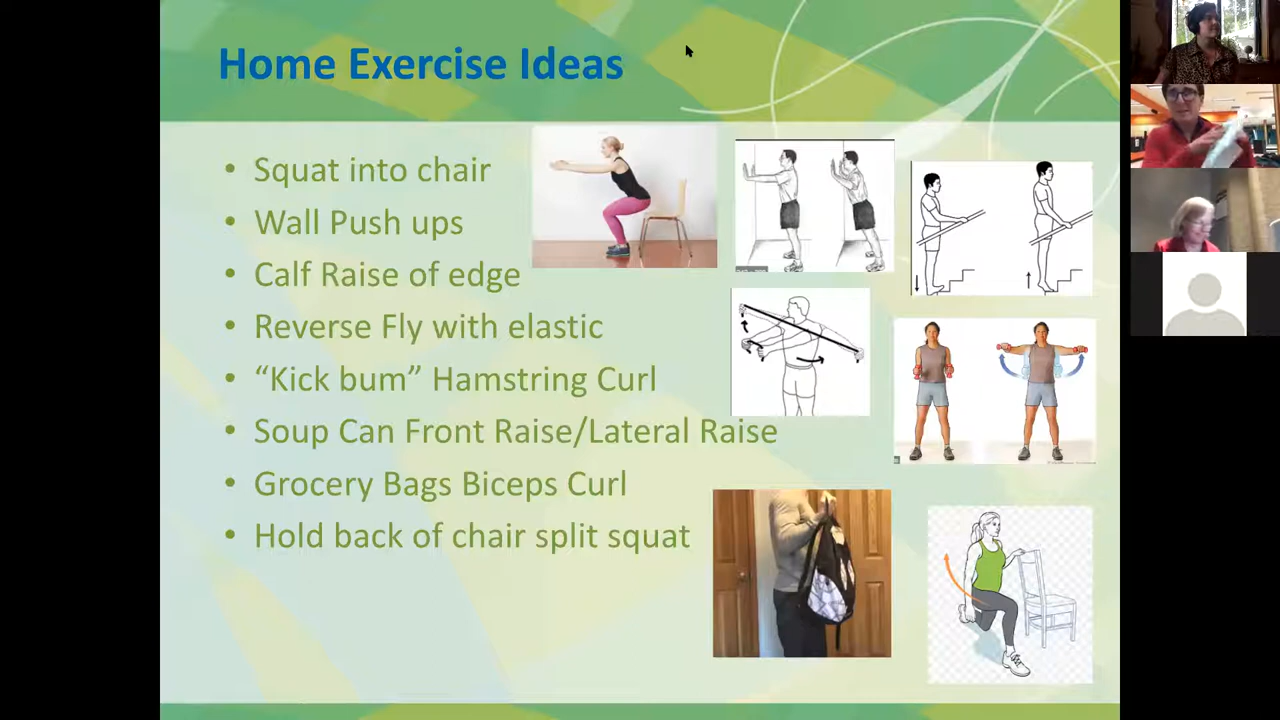 Home Exercise Ideas
• Squat into chair
• Wall Push ups
• Calf Raise of edge
• Reverse Fly with elastic
• “Kick bum” Hamstring Curl
• Soup Can Front Raise/Lateral Raise
• Grocery Bags Biceps Curl
• Hold back of chair split squat